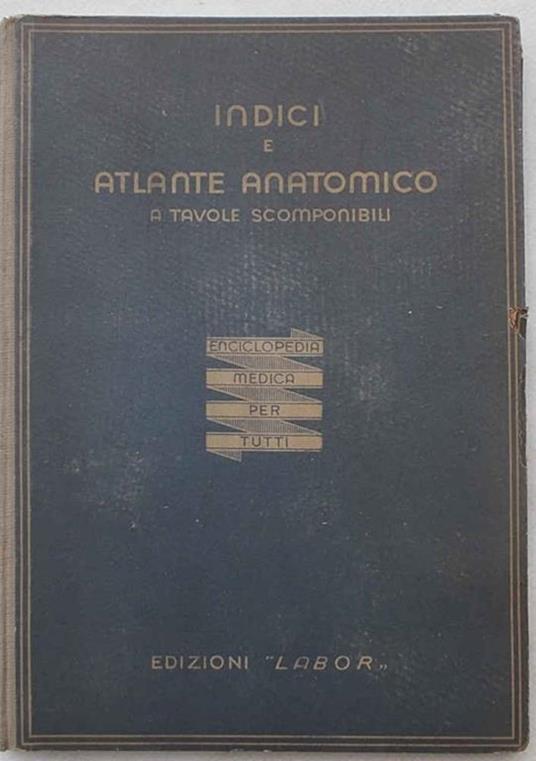 INDICI
E
ATLANTE ANATOMICO
A TAVOLE SCOMPONIBILI
ENCICLOPEDIA
MEDICA
PER
TUTTI
EDIZIONI "LABOR„